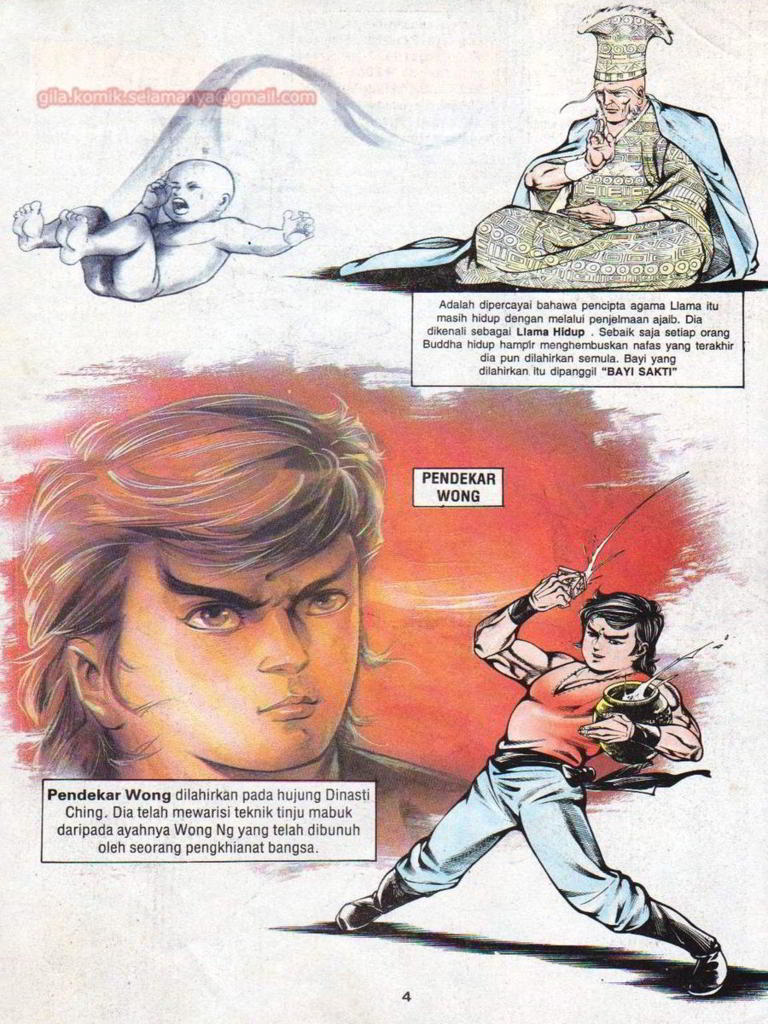 gila.komik.selamanya@gmail.com
Adalah dipercayai bahawa pencipta agama Llama itu
masih hidup dengan melalui penjelmaan ajaib. Dia
dikenali sebagai Llama Hidup . Sebaik saja setiap orang
Buddha hidup hampir menghembuskan nafas yang terakhir
dia pun dilahirkan semula. Bayi yang
dilahirkan itu dipanggil "BAYI SAKTI"
PENDEKAR
WONG
Pendekar Wong dilahirkan pada hujung Dinasti
Ching. Dia telah mewarisi teknik tinju mabuk
daripada ayahnya Wong Ng yang telah dibunuh
oleh seorang pengkhianat bangsa.
4